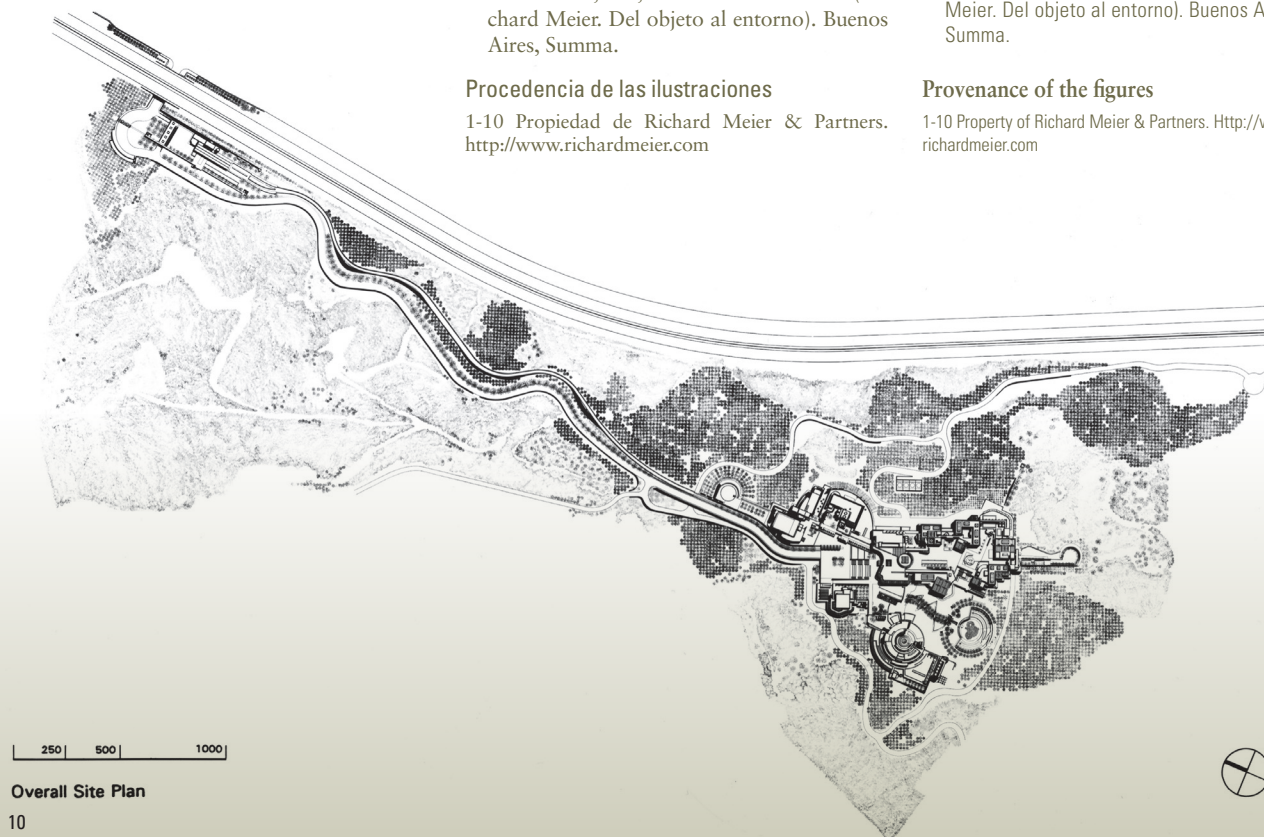 chard Meier. Del objeto al entorno). Buenos
Aires, Summa.
Procedencia de las ilustraciones
1-10 Propiedad de Richard Meier & Partners.
http://www.richardmeier.com
Meier. Del objeto al entorno). Buenos A
Summa.
Provenance of the figures
1-10 Property of Richard Meier & Partners. Http://
richardmeier.com
250 500 1000
Overall Site Plan
10